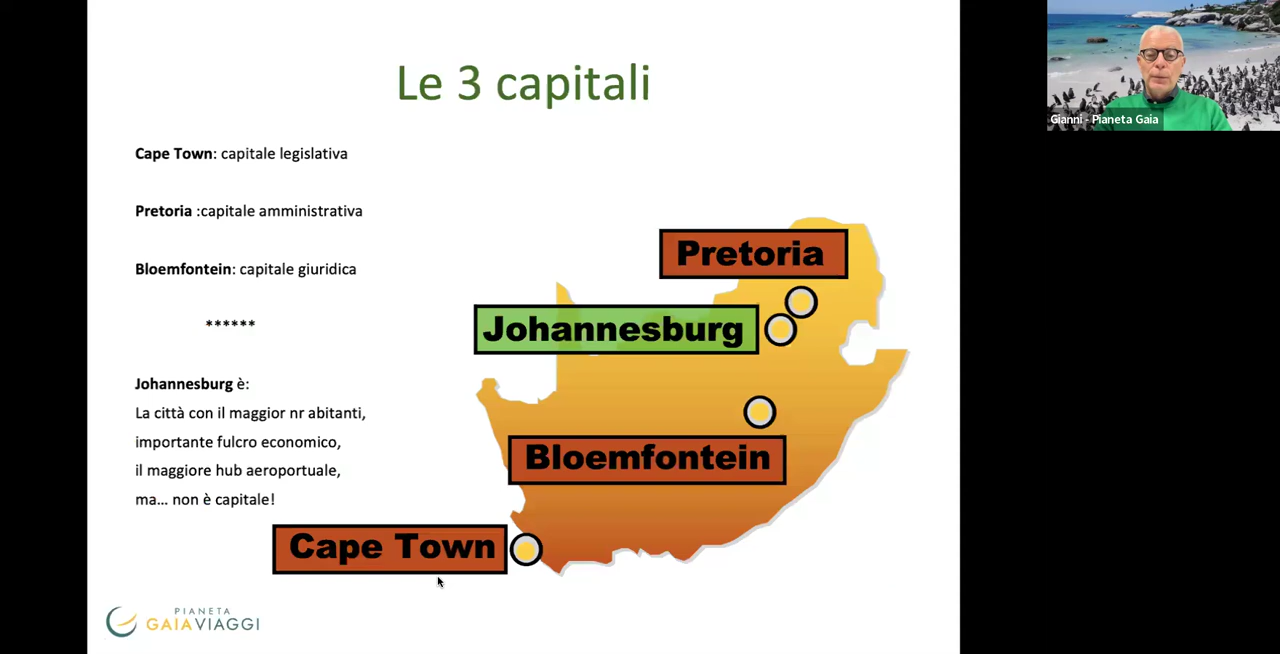 Le 3 capitali
Cape Town: capitale legislativa
Pretoria :capitale amministrativa
Bloemfontein: capitale giuridica
******
Johannesburg è:
La città con il maggior nr abitanti,
importante fulcro economico,
il maggiore hub aeroportuale,
ma... non è capitale!
Pretoria
Johannesburg
Bloemfontein
Cape Town
PIANETA
GAIAVIAGGI
Gianni - Pianeta Gaia